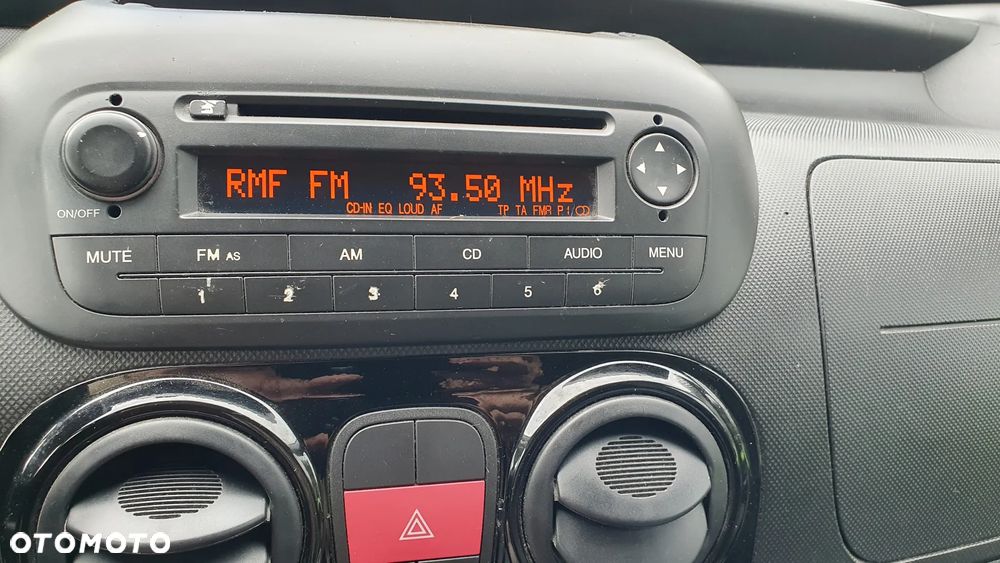 RMF FM 93.50 MHz
CD-IN EQ LOUD AF TP TA FMR P1
ON/OFF
MUTE FM AS AM CD AUDIO MENU
1 2 3 4 5 6
OTOMOTO